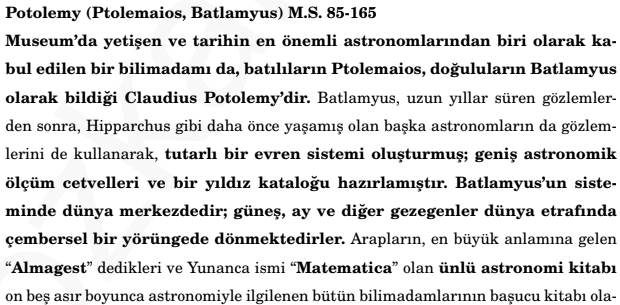 Potolemy (Ptolemaios, Batlamyus) M.S. 85-165
Museum’da yetişen ve tarihin en önemli astronomlarından biri olarak ka-
bul edilen bir bilimadamı da, batılıların Ptolemaios, doğuluların Batlamyus
olarak bildiği Claudius Potolemy’dir. Batlamyus, uzun yıllar süren gözlemler-
den sonra, Hipparchus gibi daha önce yaşamış olan başka astronomların da gözlem-
lerini de kullanarak, tutarlı bir evren sistemi oluşturmuş; geniş astronomik
ölçüm cetvelleri ve bir yıldız kataloğu hazırlamıştır. Batlamyus’un siste-
minde dünya merkezdedir; güneş, ay ve diğer gezegenler dünya etrafında
çembersel bir yörüngede dönmektedirler. Arapların, en büyük anlamına gelen
“Almagest” dedikleri ve Yunanca ismi “Matematica” olan ünlü astronomi kitabı
on beş asır boyunca astronomiyle ilgilenen bütün bilimadamlarının başucu kitabı ola-